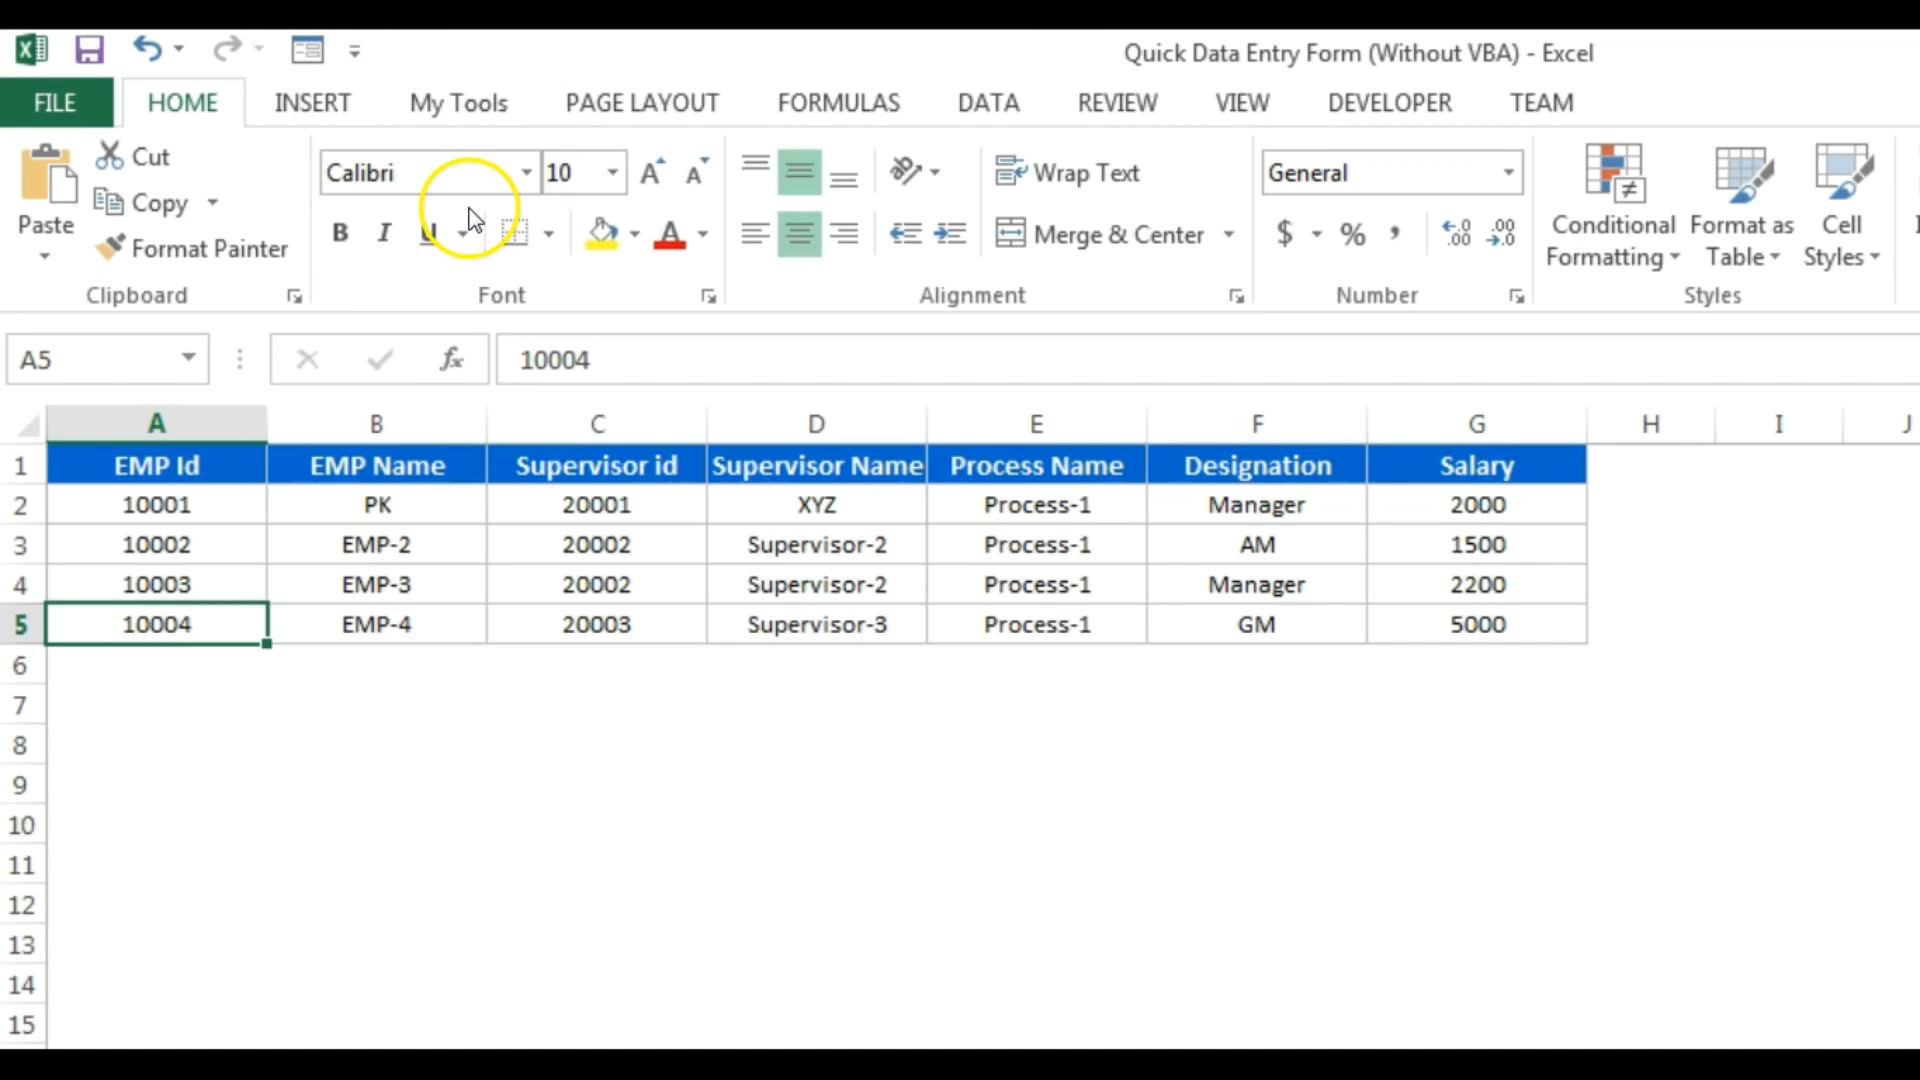 Quick Data Entry Form (Without VBA) - Excel
FILE HOME INSERT My Tools PAGE LAYOUT FORMULAS DATA REVIEW VIEW DEVELOPER TEAM
Cut
Copy
Format Painter
Paste
Clipboard
Calibri 10
B I U A
Font
Wrap Text
Merge & Center
Alignment
General
$ % ,
Number
Conditional Formatting
Format as Table
Cell Styles
Styles
A5 fx 10004
A B C D E F G H I J
1 EMP Id EMP Name Supervisor id Supervisor Name Process Name Designation Salary
2 10001 PK 20001 XYZ Process-1 Manager 2000
3 10002 EMP-2 20002 Supervisor-2 Process-1 AM 1500
4 10003 EMP-3 20002 Supervisor-2 Process-1 Manager 2200
5 10004 EMP-4 20003 Supervisor-3 Process-1 GM 5000
6
7
8
9
10
11
12
13
14
15